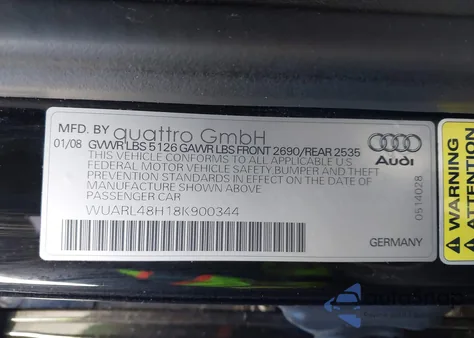 MFD. BY quattro GmbH
01/08 GVWR LBS 5126 GAWR LBS FRONT 2690/REAR 2535
THIS VEHICLE CONFORMS TO ALL APPLICABLE U.S.
FEDERAL MOTOR VEHICLE SAFETY, BUMPER AND THEFT
PREVENTION STANDARDS IN EFFECT ON THE DATE OF
MANUFACTURE SHOWN ABOVE
PASSENGER CAR
WUARL48H18K900344
GERMANY
Audi
0514028
WARNING
ATTENTION